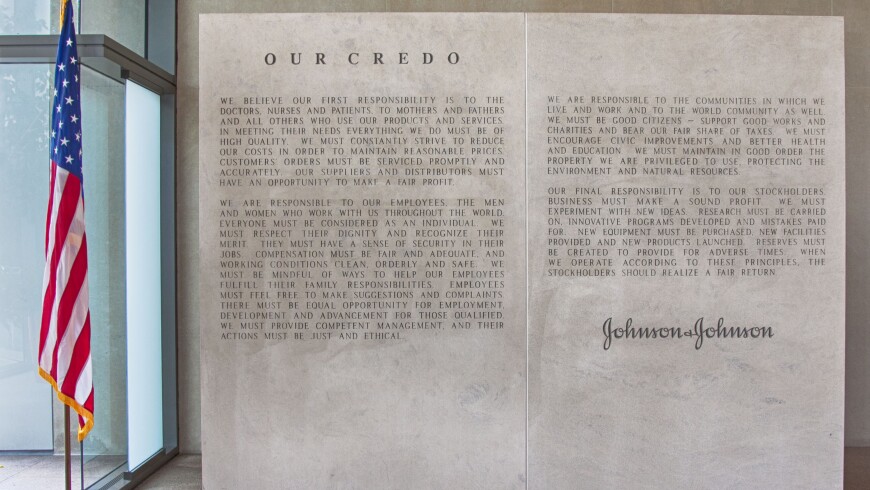 OUR CREDO
WE BELIEVE OUR FIRST RESPONSIBILITY IS TO THE
DOCTORS, NURSES AND PATIENTS, TO MOTHERS AND FATHERS
AND ALL OTHERS WHO USE OUR PRODUCTS AND SERVICES.
IN MEETING THEIR NEEDS EVERYTHING WE DO MUST BE OF
HIGH QUALITY. WE MUST CONSTANTLY STRIVE TO REDUCE
OUR COSTS IN ORDER TO MAINTAIN REASONABLE PRICES.
CUSTOMERS' ORDERS MUST BE SERVICED PROMPTLY AND
ACCURATELY. OUR SUPPLIERS AND DISTRIBUTORS MUST
HAVE AN OPPORTUNITY TO MAKE A FAIR PROFIT.
WE ARE RESPONSIBLE TO OUR EMPLOYEES, THE MEN
AND WOMEN WHO WORK WITH US THROUGHOUT THE WORLD.
EVERYONE MUST BE CONSIDERED AS AN INDIVIDUAL. WE
MUST RESPECT THEIR DIGNITY AND RECOGNIZE THEIR
MERIT. THEY MUST HAVE A SENSE OF SECURITY IN THEIR
JOBS. COMPENSATION MUST BE FAIR AND ADEQUATE, AND
WORKING CONDITIONS CLEAN, ORDERLY AND SAFE. WE
MUST BE MINDFUL OF WAYS TO HELP OUR EMPLOYEES
FULFILL THEIR FAMILY RESPONSIBILITIES. EMPLOYEES
MUST FEEL FREE TO MAKE SUGGESTIONS AND COMPLAINTS.
THERE MUST BE EQUAL OPPORTUNITY FOR EMPLOYMENT,
DEVELOPMENT AND ADVANCEMENT FOR THOSE QUALIFIED.
WE MUST PROVIDE COMPETENT MANAGEMENT, AND THEIR
ACTIONS MUST BE JUST AND ETHICAL.
WE ARE RESPONSIBLE TO THE COMMUNITIES IN WHICH WE
LIVE AND WORK AND TO THE WORLD COMMUNITY AS WELL.
WE MUST BE GOOD CITIZENS – SUPPORT GOOD WORKS AND
CHARITIES AND BEAR OUR FAIR SHARE OF TAXES. WE MUST
ENCOURAGE CIVIC IMPROVEMENTS AND BETTER HEALTH
AND EDUCATION. WE MUST MAINTAIN IN GOOD ORDER THE
PROPERTY WE ARE PRIVILEGED TO USE, PROTECTING THE
ENVIRONMENT AND NATURAL RESOURCES.
OUR FINAL RESPONSIBILITY IS TO OUR STOCKHOLDERS.
BUSINESS MUST MAKE A SOUND PROFIT. WE MUST
EXPERIMENT WITH NEW IDEAS. RESEARCH MUST BE CARRIED
ON, INNOVATIVE PROGRAMS DEVELOPED AND MISTAKES PAID
FOR. NEW EQUIPMENT MUST BE PURCHASED, NEW FACILITIES
PROVIDED AND NEW PRODUCTS LAUNCHED. RESERVES MUST
BE CREATED TO PROVIDE FOR ADVERSE TIMES. WHEN
WE OPERATE ACCORDING TO THESE PRINCIPLES, THE
STOCKHOLDERS SHOULD REALIZE A FAIR RETURN.
Johnson & Johnson